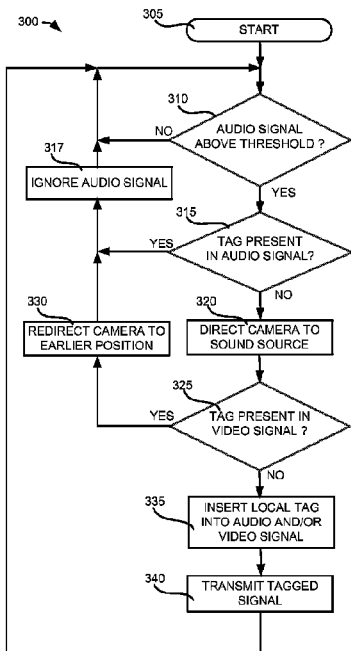 300
305
START
310
NO
AUDIO SIGNAL
ABOVE THRESHOLD ?
317
IGNORE AUDIO SIGNAL
YES
315
YES
TAG PRESENT
IN AUDIO SIGNAL?
NO
330
REDIRECT CAMERA TO
EARLIER POSITION
320
DIRECT CAMERA TO
SOUND SOURCE
325
YES
TAG PRESENT IN
VIDEO SIGNAL ?
NO
335
INSERT LOCAL TAG
INTO AUDIO AND/OR
VIDEO SIGNAL
340
TRANSMIT TAGGED
SIGNAL